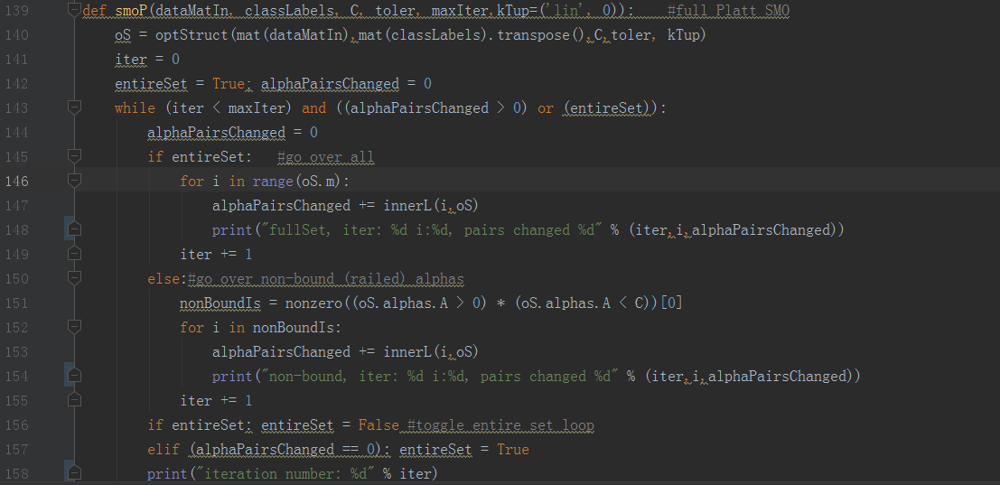 139 def smoP(dataMatIn, classLabels, C, toler, maxIter,kTup=('lin', 0)):    #full Platt SMO
140     oS = optStruct(mat(dataMatIn),mat(classLabels).transpose(),C,toler, kTup)
141     iter = 0
142     entireSet = True; alphaPairsChanged = 0
143     while (iter < maxIter) and ((alphaPairsChanged > 0) or (entireSet)):
144         alphaPairsChanged = 0
145         if entireSet:   #go over all
146             for i in range(oS.m):
147                 alphaPairsChanged += innerL(i,oS)
148                 print("fullSet, iter: %d i:%d, pairs changed %d" % (iter,i,alphaPairsChanged))
149             iter += 1
150         else:#go over non-bound (railed) alphas
151             nonBoundIs = nonzero((oS.alphas.A > 0) * (oS.alphas.A < C))[0]
152             for i in nonBoundIs:
153                 alphaPairsChanged += innerL(i,oS)
154                 print("non-bound, iter: %d i:%d, pairs changed %d" % (iter,i,alphaPairsChanged))
155             iter += 1
156         if entireSet: entireSet = False #toggle entire set loop
157         elif (alphaPairsChanged == 0): entireSet = True
158         print("iteration number: %d" % iter)